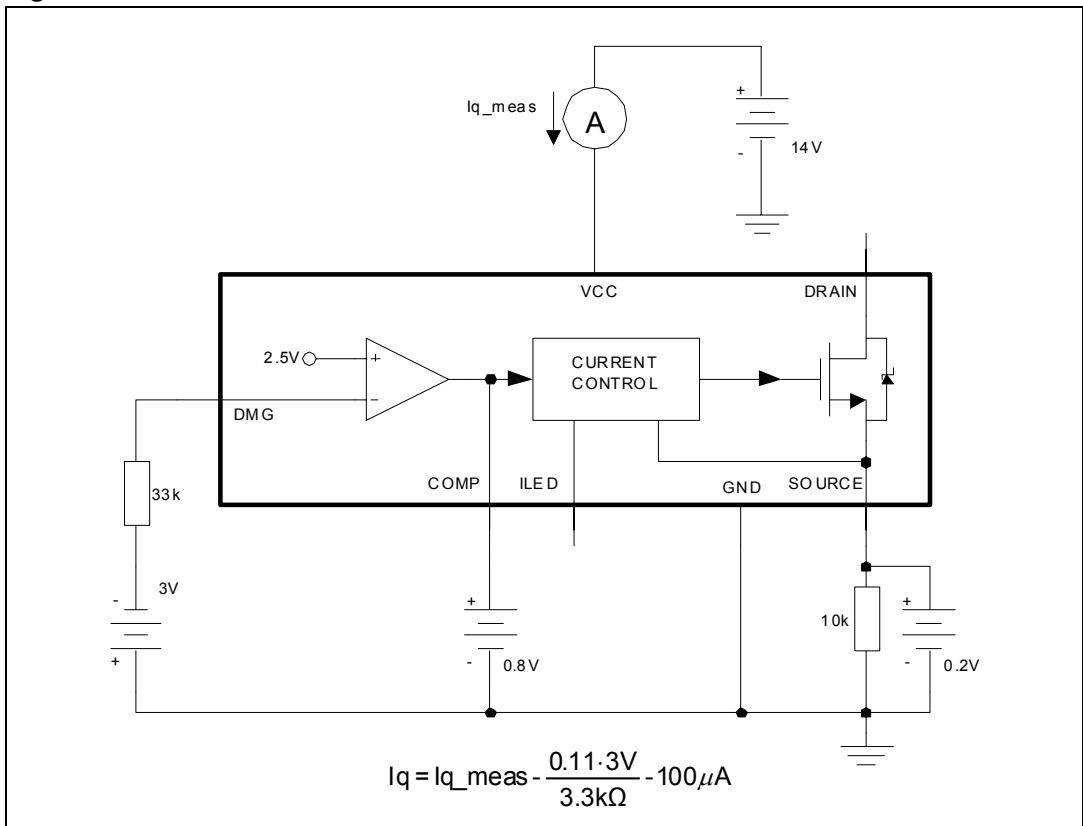 Iq_meas
A
+
-
14V
VCC
DRAIN
2.5V
+
-
CURRENT
CONTROL
DMG
COMP
ILED
GND
SOURCE
33k
3V
-
+
+
-
0.8V
10k
+
-
0.2V
Iq = Iq_meas - 0.11·3V / 3.3kΩ - 100µA